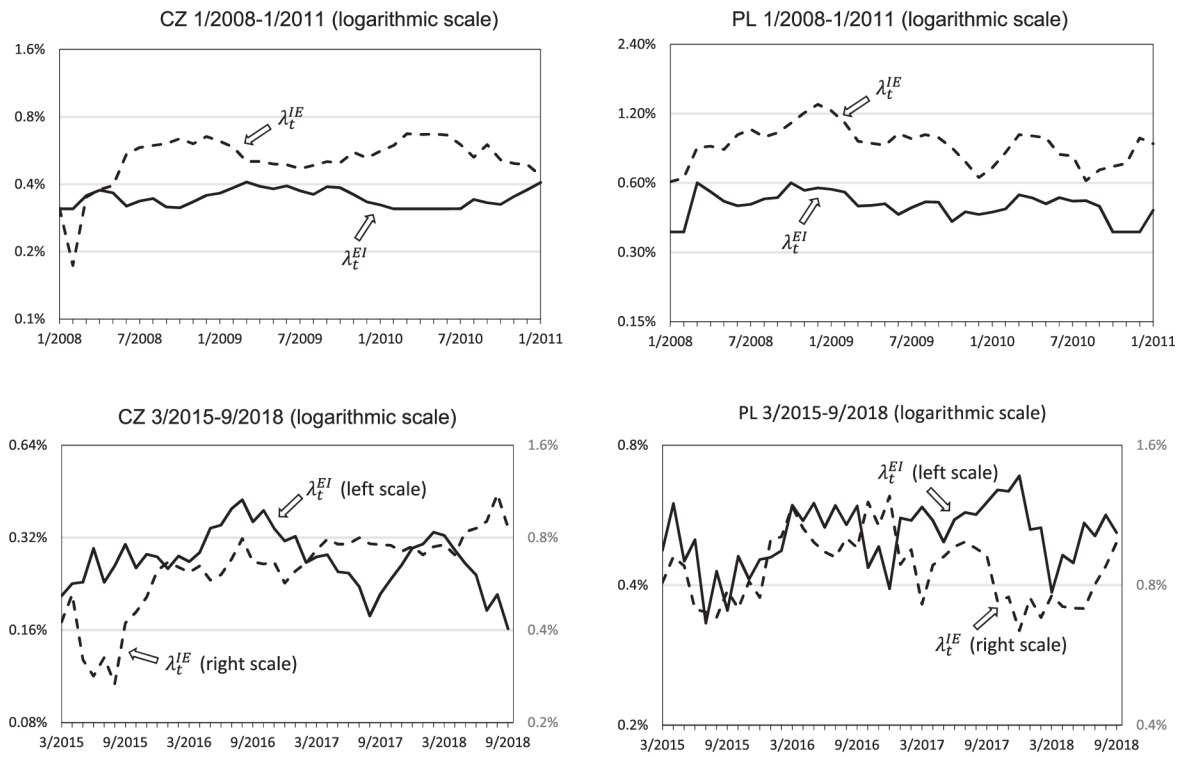 CZ 1/2008-1/2011 (logarithmic scale)
1.6%
0.8%
0.4%
0.2%
0.1%
λ_t^{IE}
λ_t^{EI}
1/2008 7/2008 1/2009 7/2009 1/2010 7/2010 1/2011
PL 1/2008-1/2011 (logarithmic scale)
2.40%
1.20%
0.60%
0.30%
0.15%
λ_t^{IE}
λ_t^{EI}
1/2008 7/2008 1/2009 7/2009 1/2010 7/2010 1/2011
CZ 3/2015-9/2018 (logarithmic scale)
0.64%
0.32%
0.16%
0.08%
λ_t^{EI} (left scale)
λ_t^{IE} (right scale)
1.6%
0.8%
0.4%
0.2%
3/2015 9/2015 3/2016 9/2016 3/2017 9/2017 3/2018 9/2018
PL 3/2015-9/2018 (logarithmic scale)
0.8%
0.4%
0.2%
λ_t^{EI} (left scale)
λ_t^{IE} (right scale)
1.6%
0.8%
0.4%
3/2015 9/2015 3/2016 9/2016 3/2017 9/2017 3/2018 9/2018